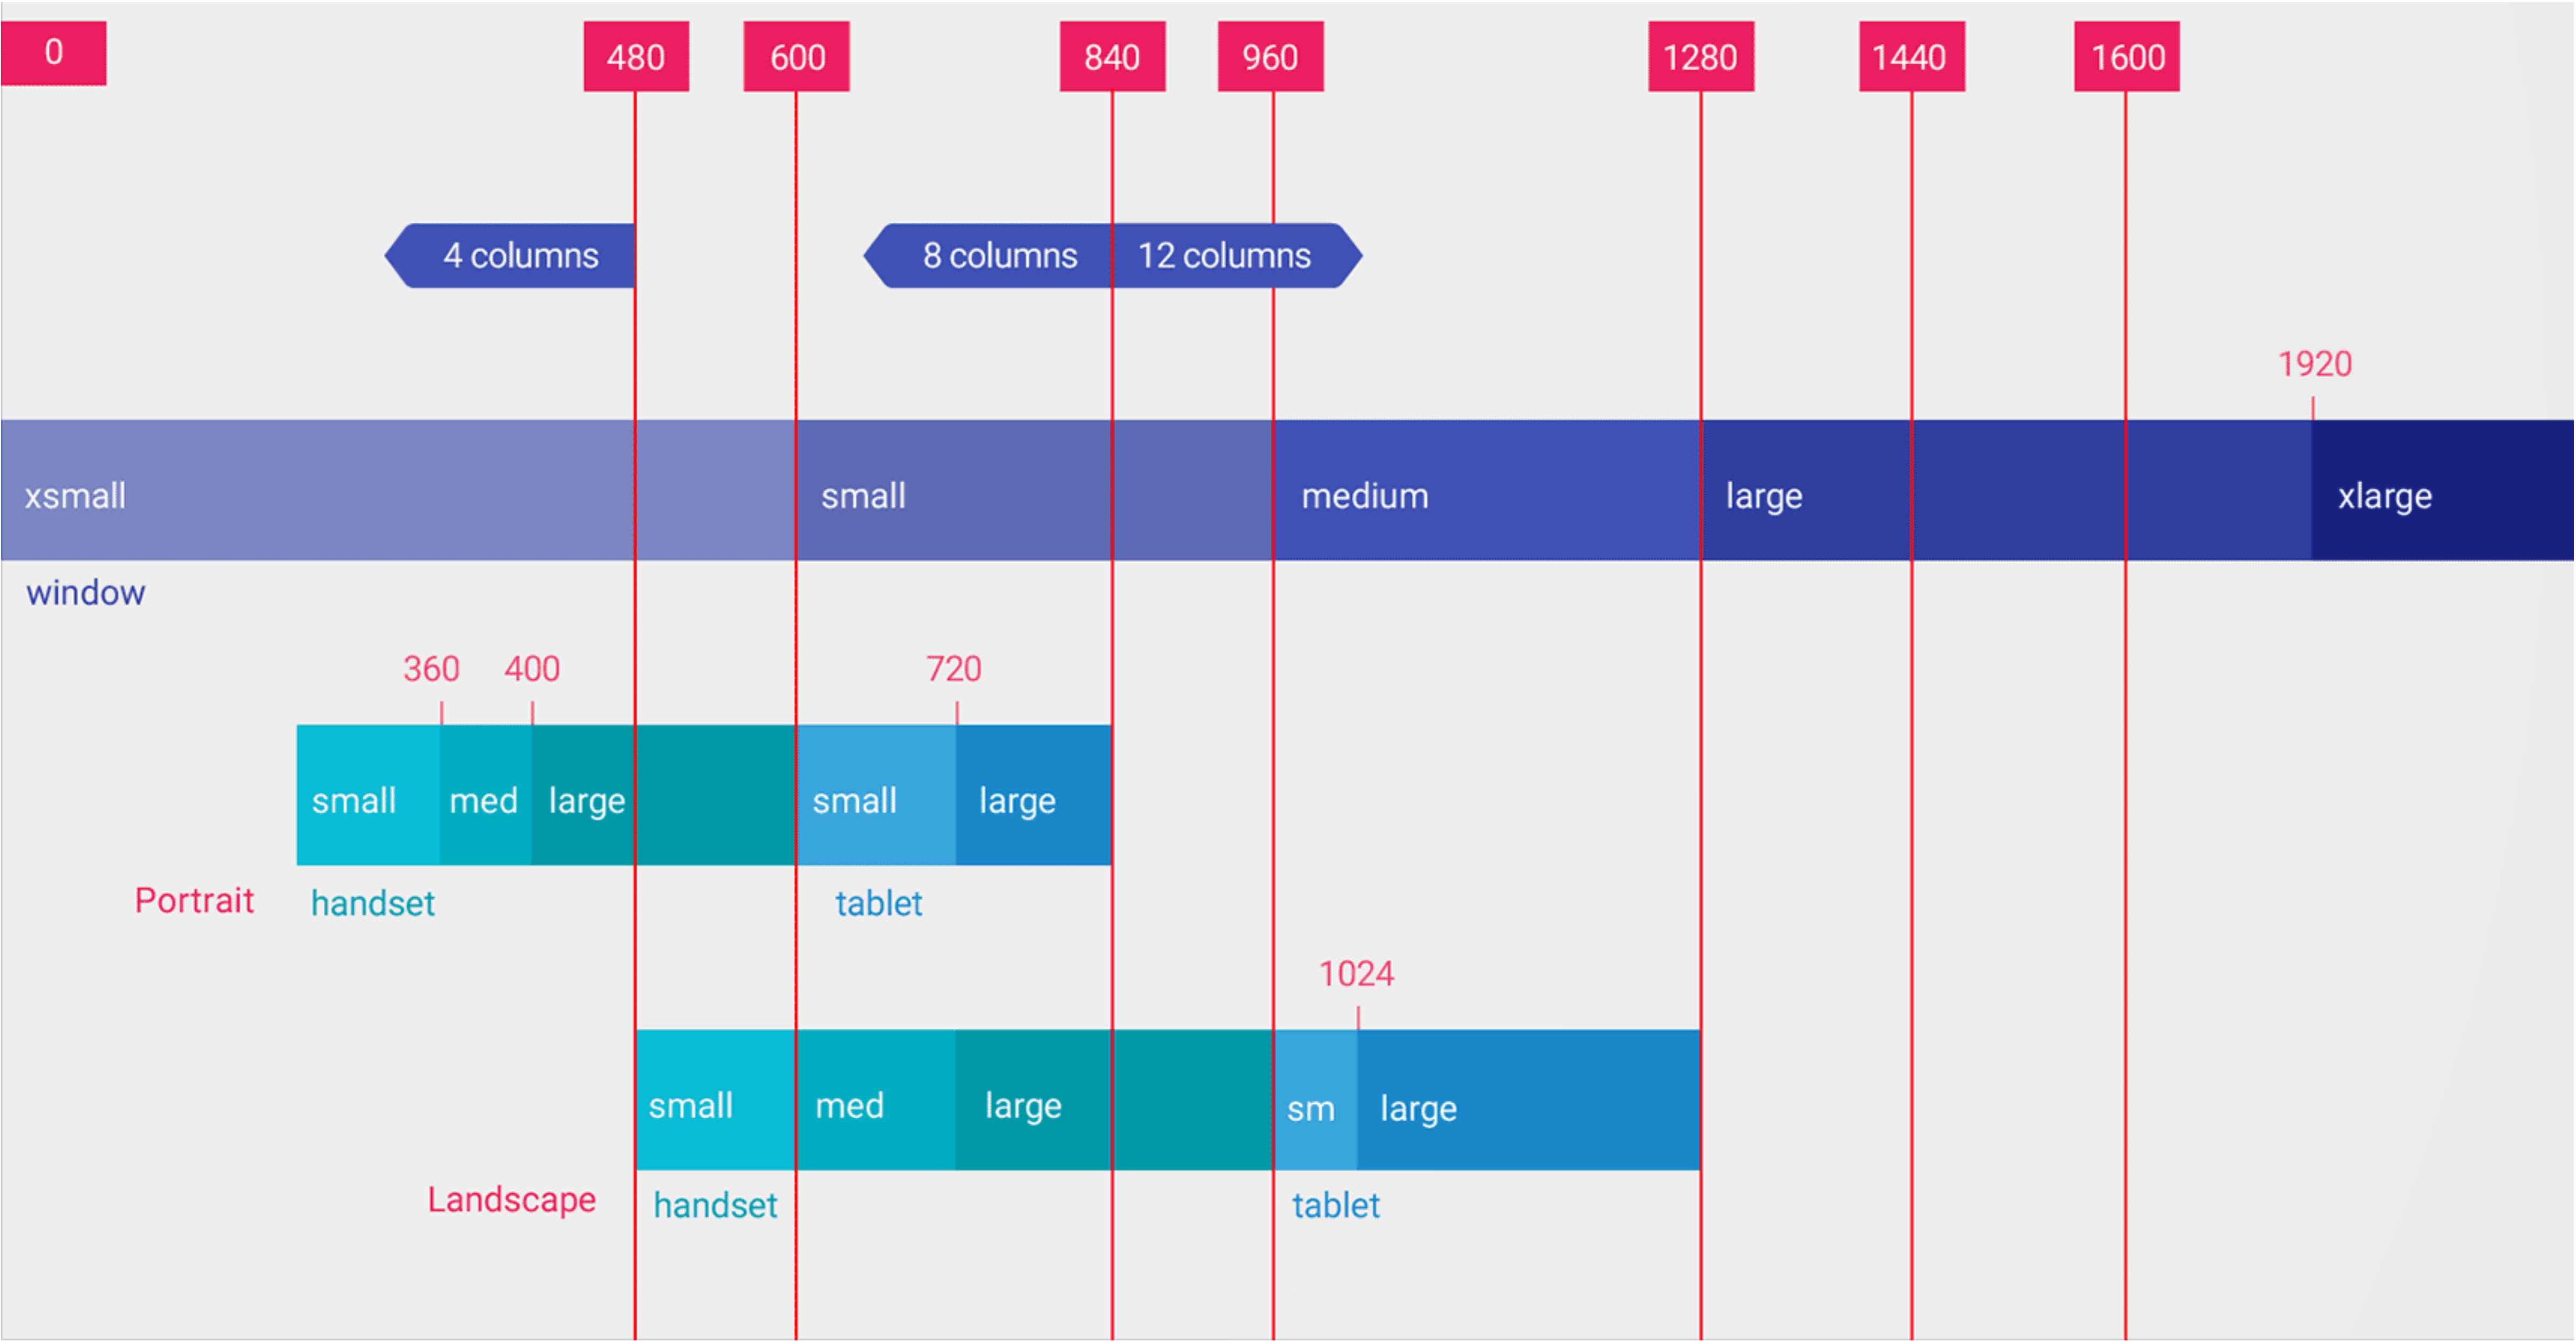 0 480 600 840 960 1280 1440 1600
4 columns 8 columns 12 columns
1920
xsmall small medium large xlarge
window
360 400 720
small med large small large
Portrait handset tablet
1024
small med large sm large
Landscape handset tablet